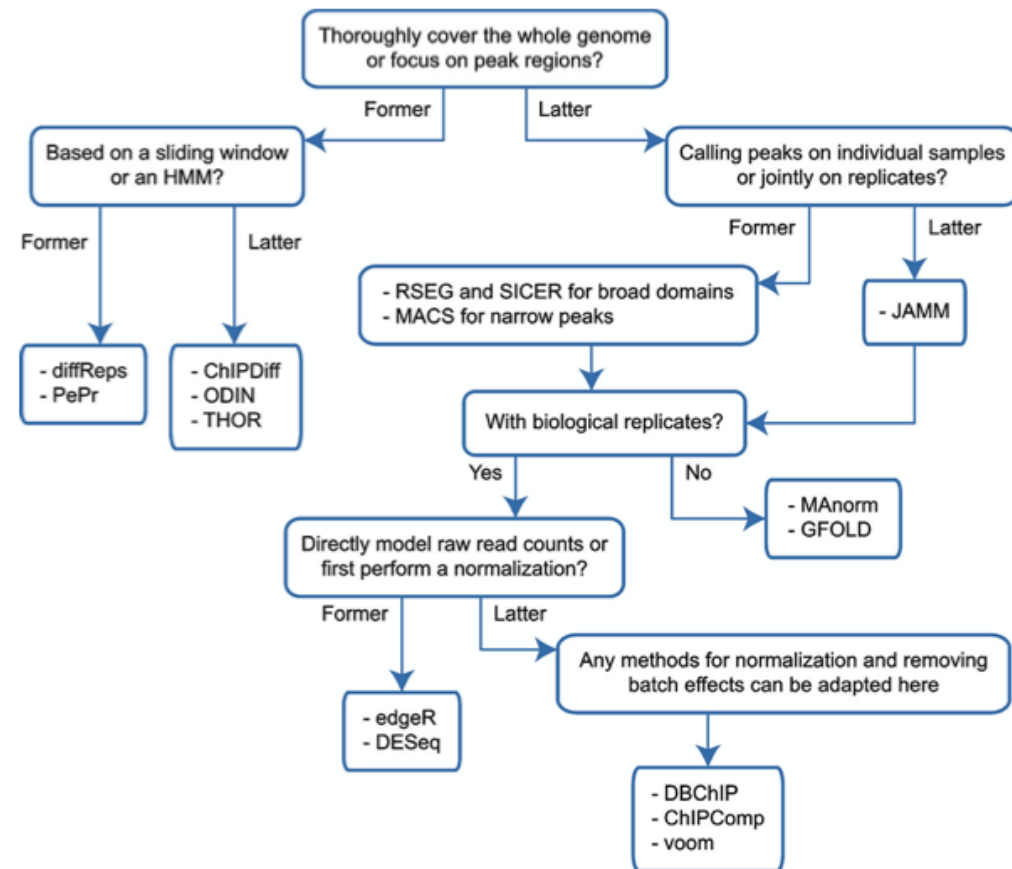 Thoroughly cover the whole genome
or focus on peak regions?
Former
Latter
Based on a sliding window
or an HMM?
Calling peaks on individual samples
or jointly on replicates?
Former
Latter
Former
Latter
- RSEG and SICER for broad domains
- MACS for narrow peaks
- JAMM
- diffReps
- PePr
- ChIPDiff
- ODIN
- THOR
With biological replicates?
Yes
No
- MAnorm
- GFOLD
Directly model raw read counts or
first perform a normalization?
Former
Latter
Any methods for normalization and removing
batch effects can be adapted here
- edgeR
- DESeq
- DBChIP
- ChIPComp
- voom